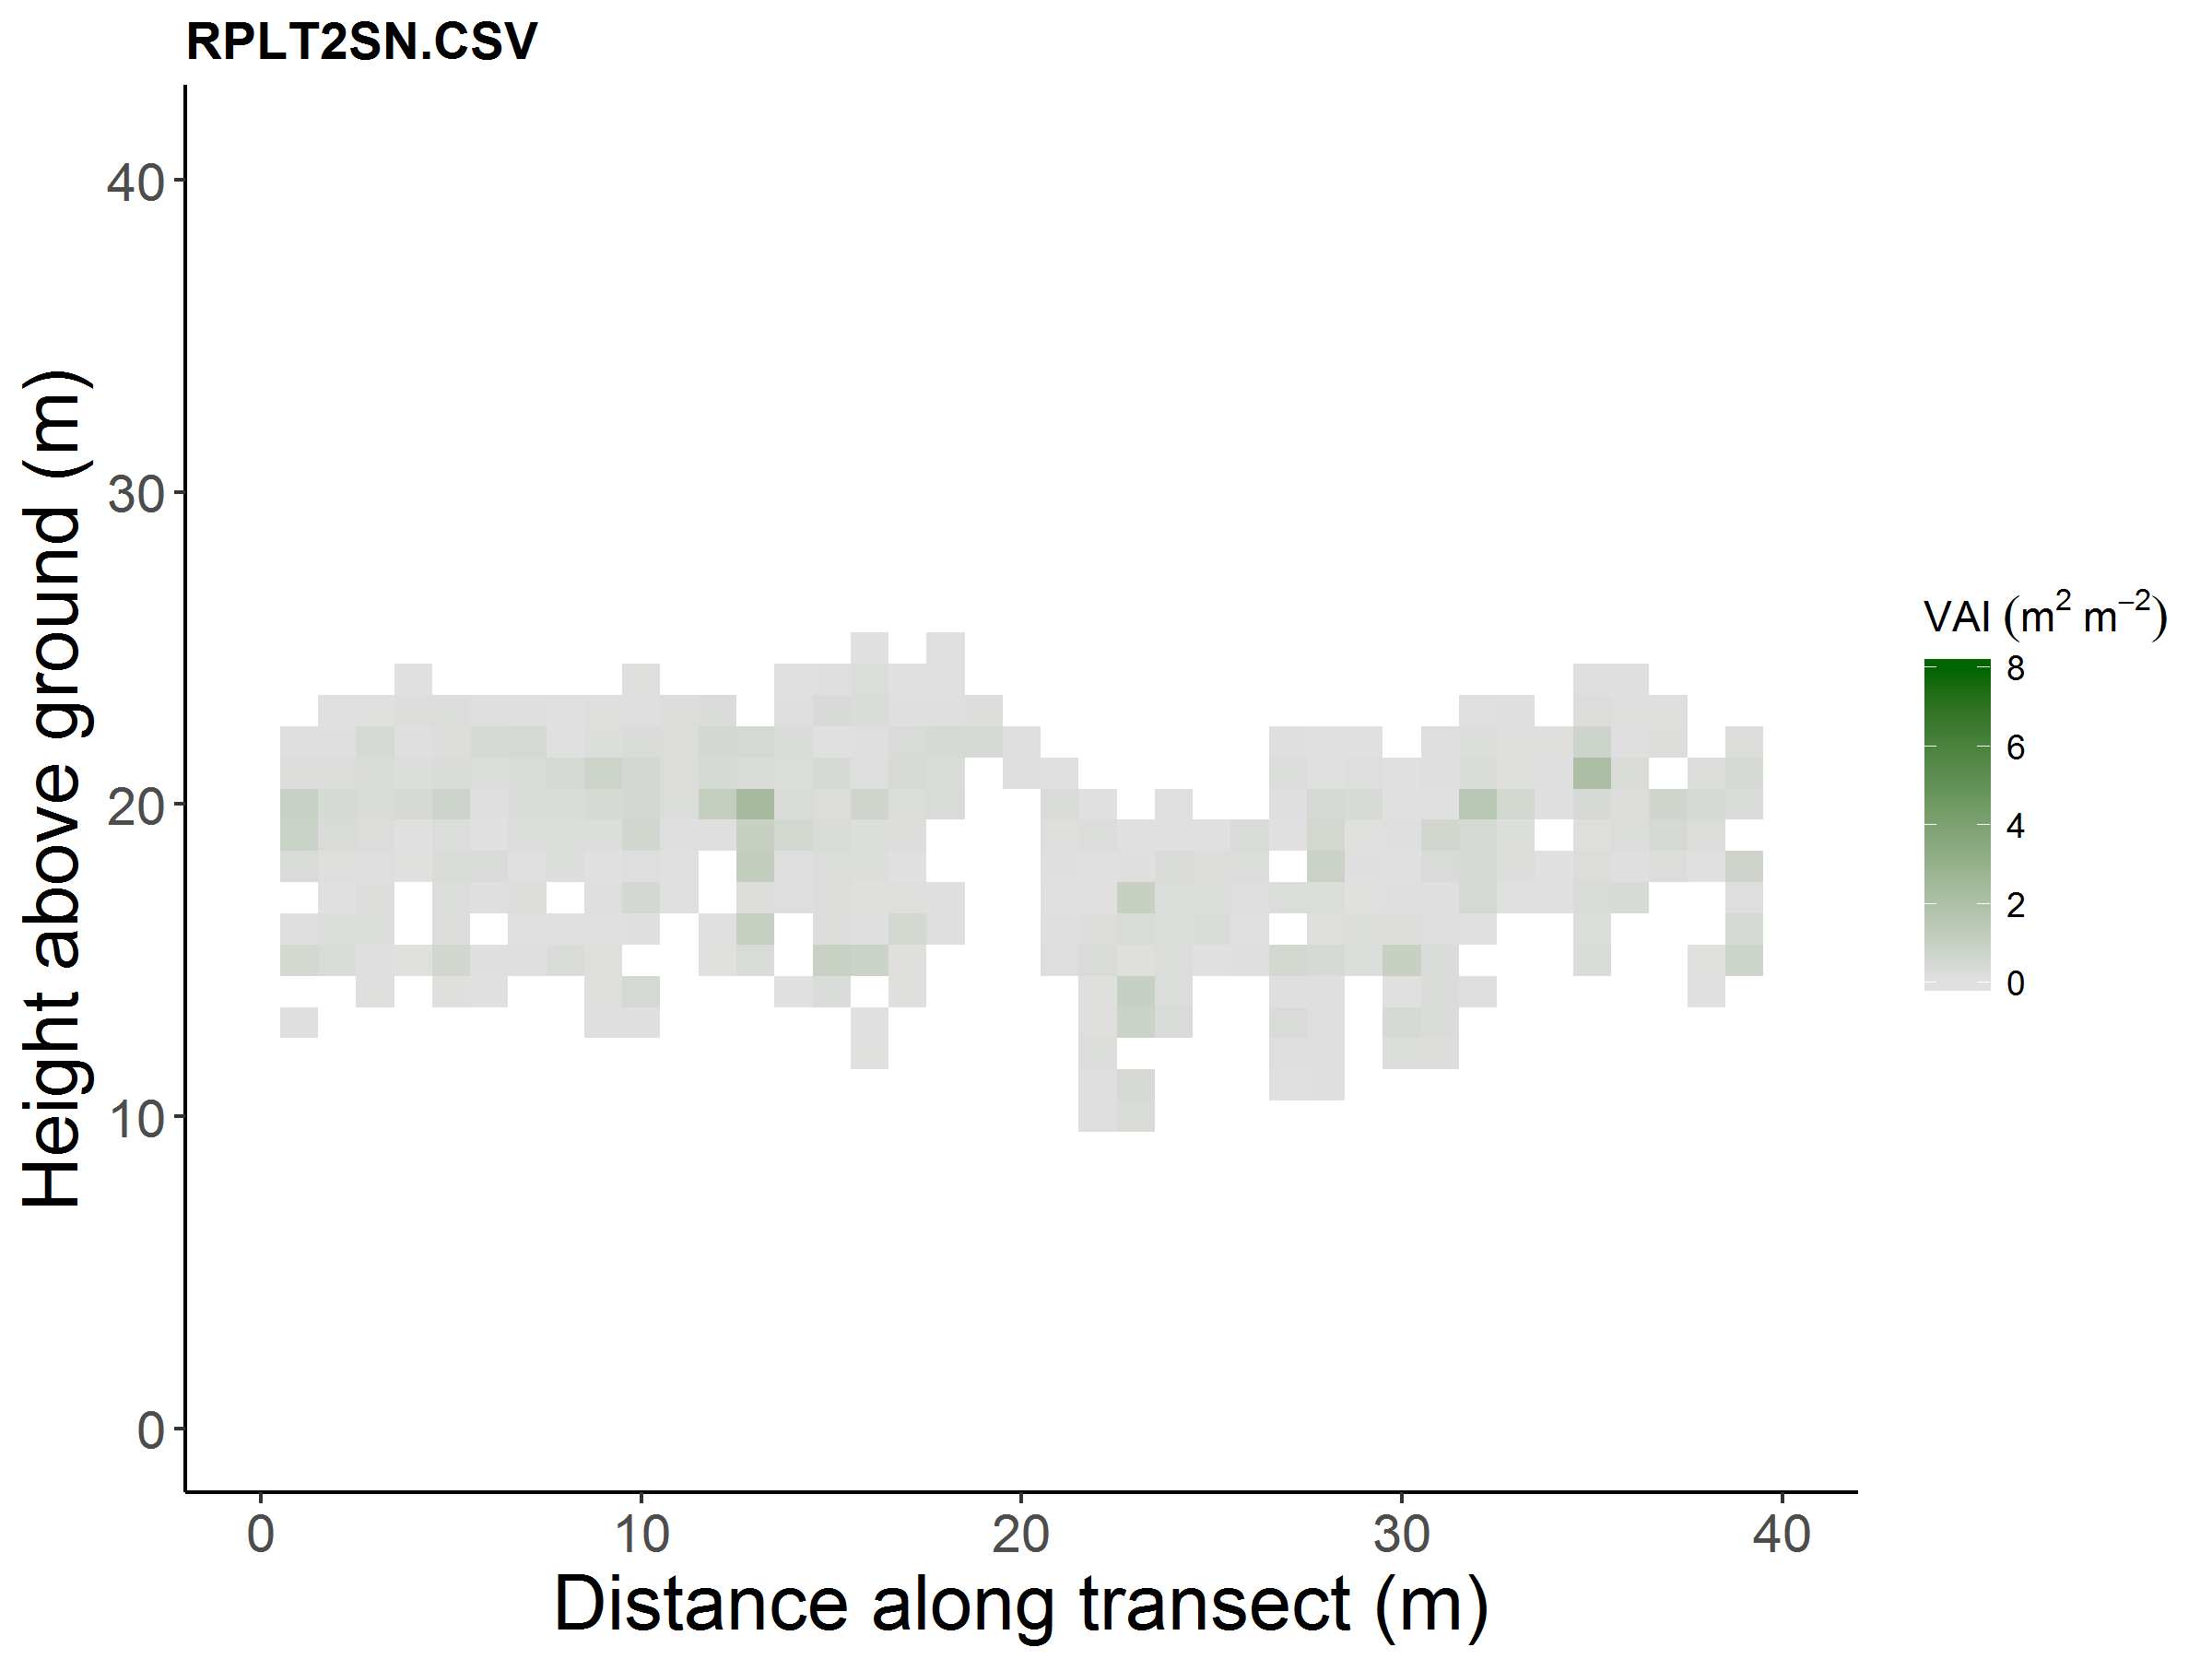 RPLT2SN.CSV
Height above ground (m)
40
30
20
10
0
0 10 20 30 40
Distance along transect (m)
VAI (m² m⁻²)
8
6
4
2
0